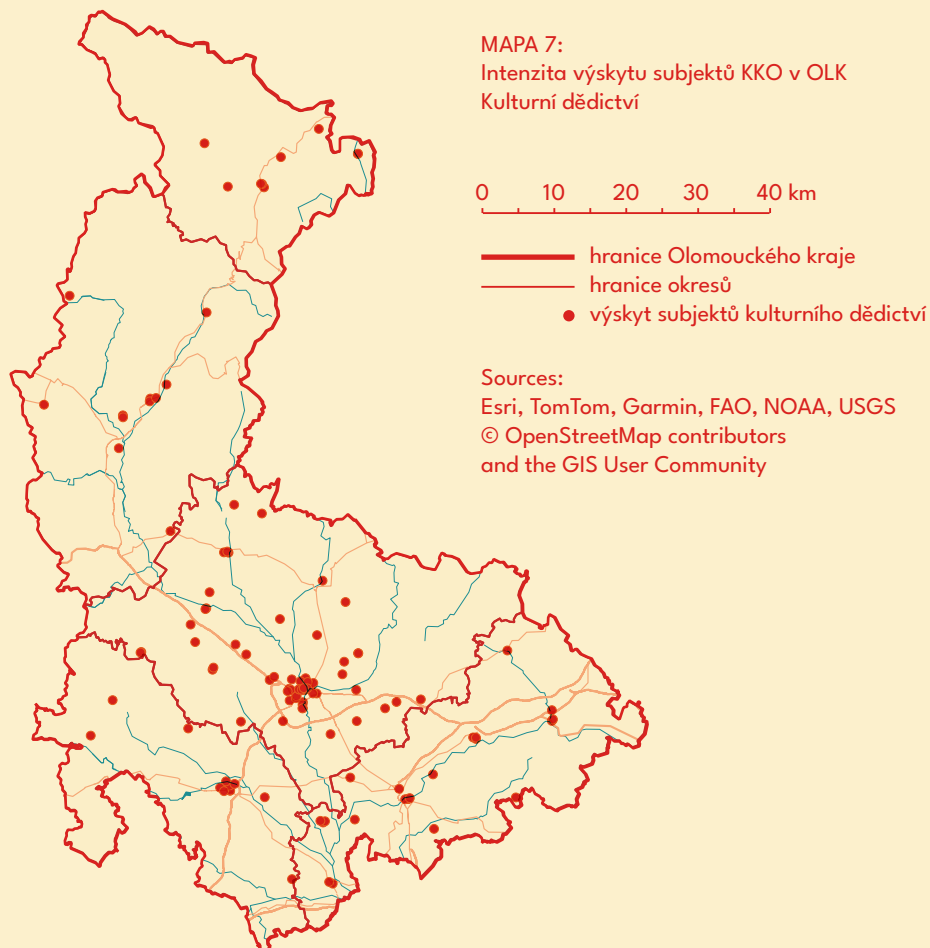 MAPA 7:
Intenzita výskytu subjektů KKO v OLK
Kulturní dědictví
0 10 20 30 40 km
hranice Olomouckého kraje
hranice okresů
výskyt subjektů kulturního dědictví
Sources:
Esri, TomTom, Garmin, FAO, NOAA, USGS
© OpenStreetMap contributors
and the GIS User Community